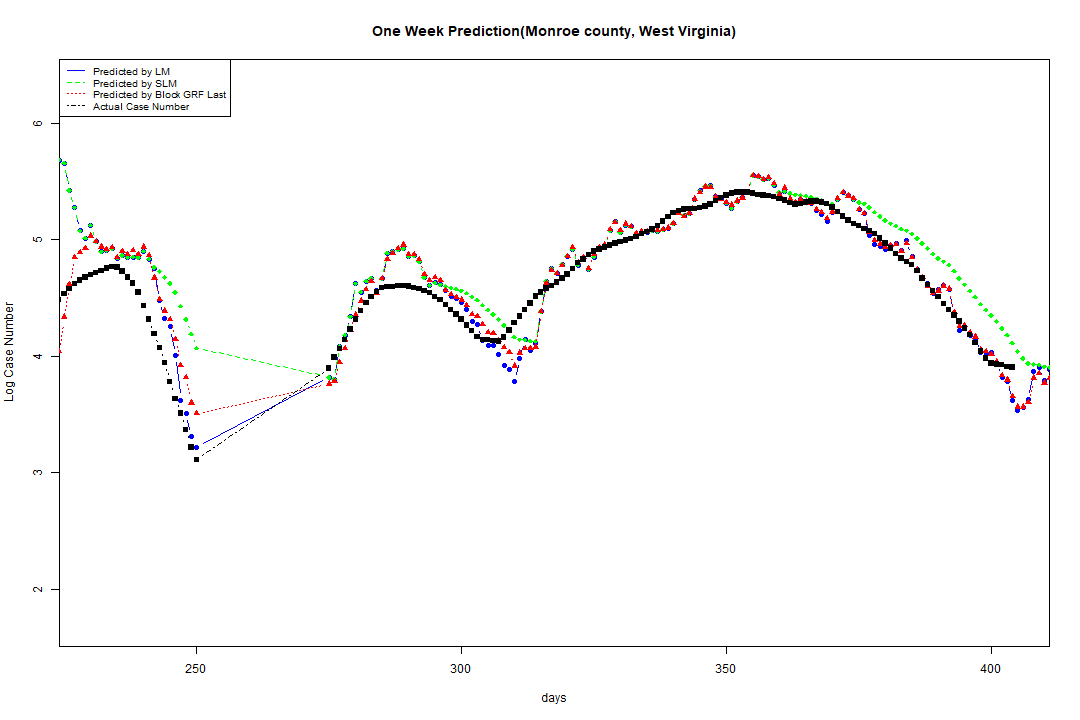 One Week Prediction(Monroe county, West Virginia)
Predicted by LM
Predicted by SLM
Predicted by Block GRF Last
Actual Case Number
6
5
4
3
2
Log Case Number
250
300
350
400
days